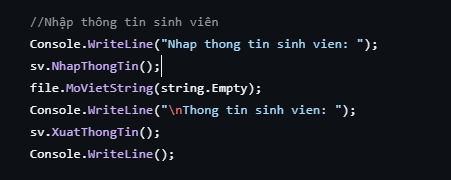 //Nhập thông tin sinh viên
Console.WriteLine("Nhap thong tin sinh vien: ");
sv.NhapThongTin();
file.MoVietString(string.Empty);
Console.WriteLine("\nThong tin sinh vien: ");
sv.XuatThongTin();
Console.WriteLine();